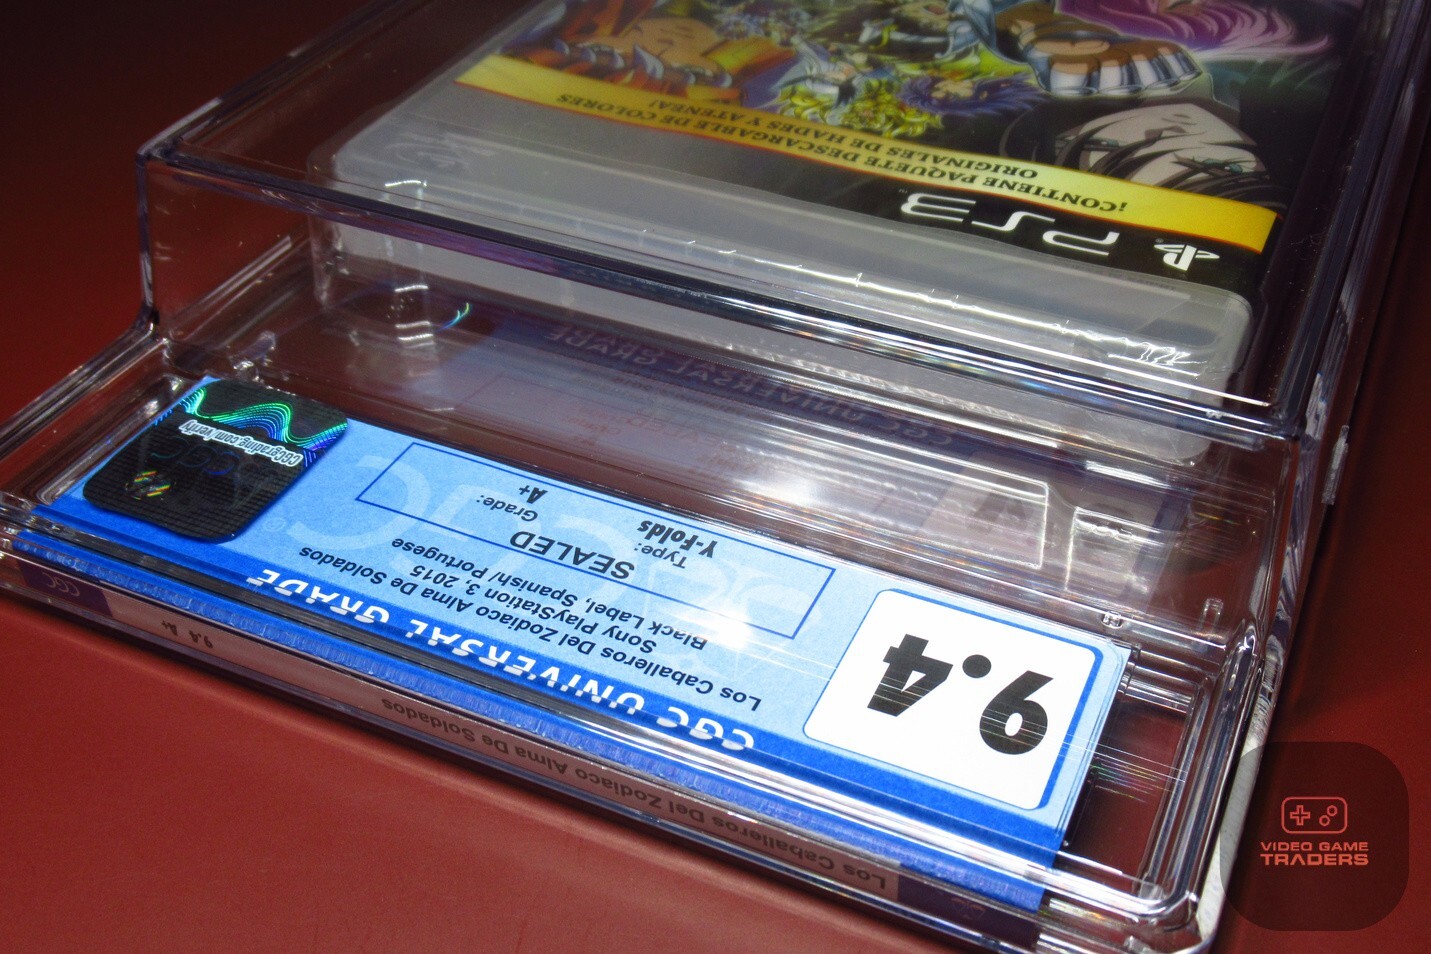 CGC UNIVERSAL GRADE
Los Caballeros Del Zodiaco Alma De Soldados
Sony PlayStation 3, 2015
Black Label, Spanish/ Portugese
SEALED
Type:
Y-Folds
Grade:
A+
9.4
CGCgrading.com/verify
Los Caballeros Del Zodiaco Alma De Soldados
9.4 A+
CGC
PS3
¡CONTIENE PAQUETE DESCARGABLE DE COLORES
ORIGINALES DE HADES Y ATENEA!
VIDEO GAME
TRADERS